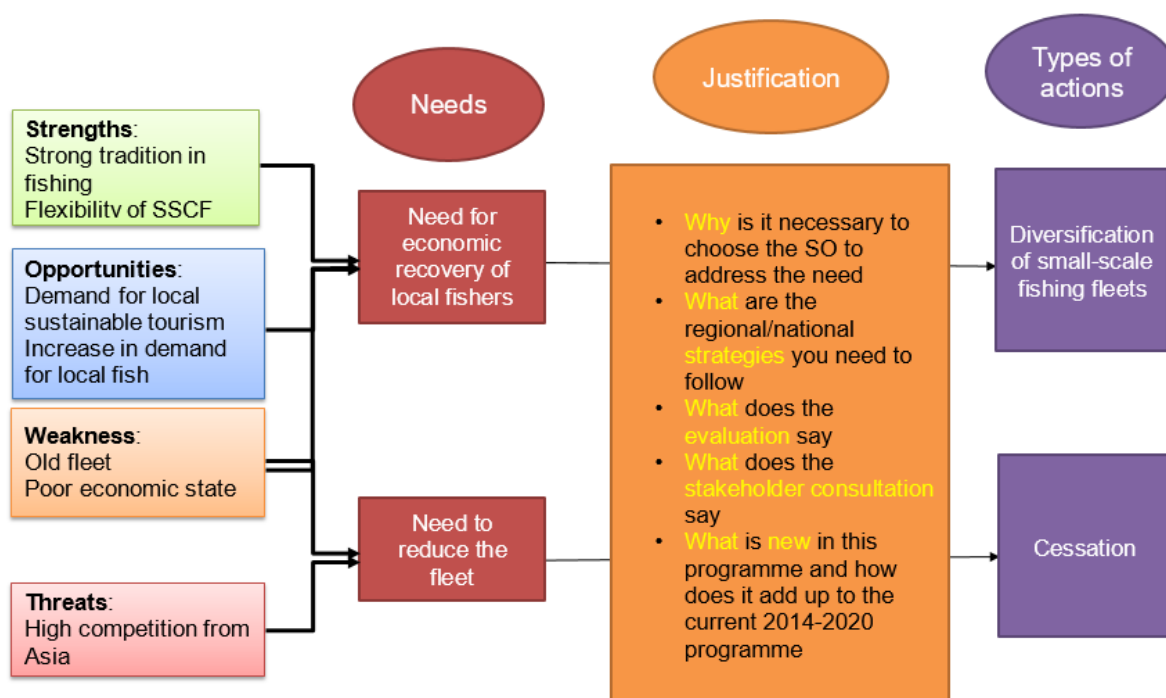 Needs
Justification
Types of
actions
Strengths:
Strong tradition in
fishing
Flexibility of SSCF
Opportunities:
Demand for local
sustainable tourism
Increase in demand
for local fish
Weakness:
Old fleet
Poor economic state
Threats:
High competition from
Asia
Need for
economic
recovery of
local fishers
Need to
reduce the
fleet
• Why is it necessary to
choose the SO to
address the need
• What are the
regional/national
strategies you need to
follow
• What does the
evaluation say
• What does the
stakeholder consultation
say
• What is new in this
programme and how
does it add up to the
current 2014-2020
programme
Diversification
of small-scale
fishing fleets
Cessation